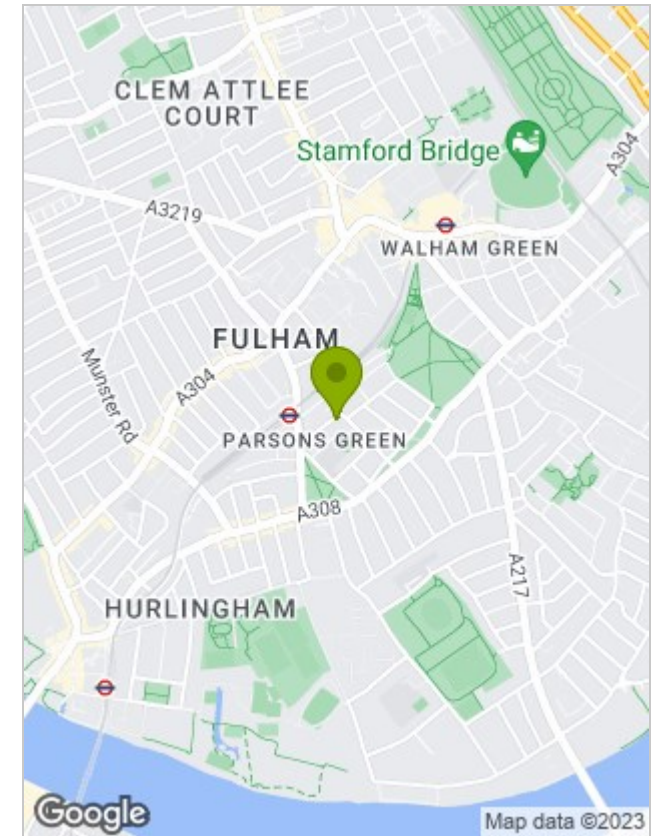 CLEM ATTLEE
COURT
Stamford Bridge
A304
A3219
WALHAM GREEN
FULHAM
Munster Rd
A304
PARSONS GREEN
A308
A217
HURLINGHAM
Google
Map data ©2023